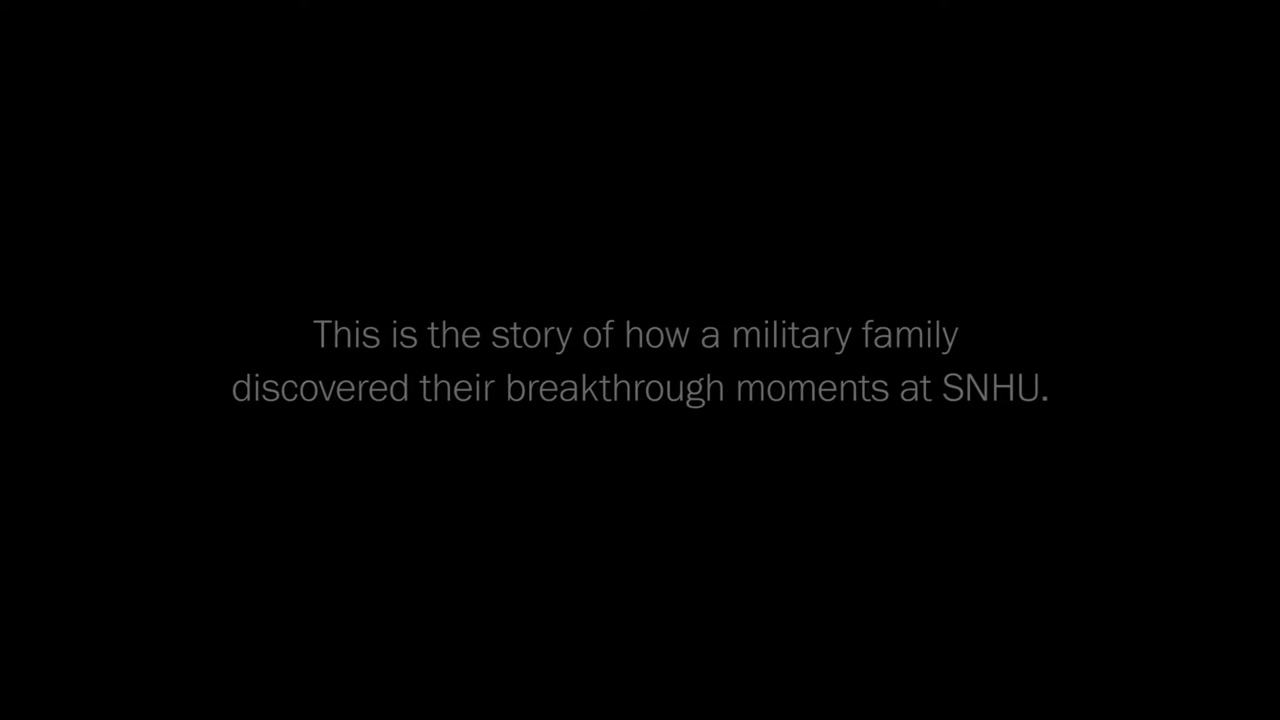 This is the story of how a military family
discovered their breakthrough moments at SNHU.